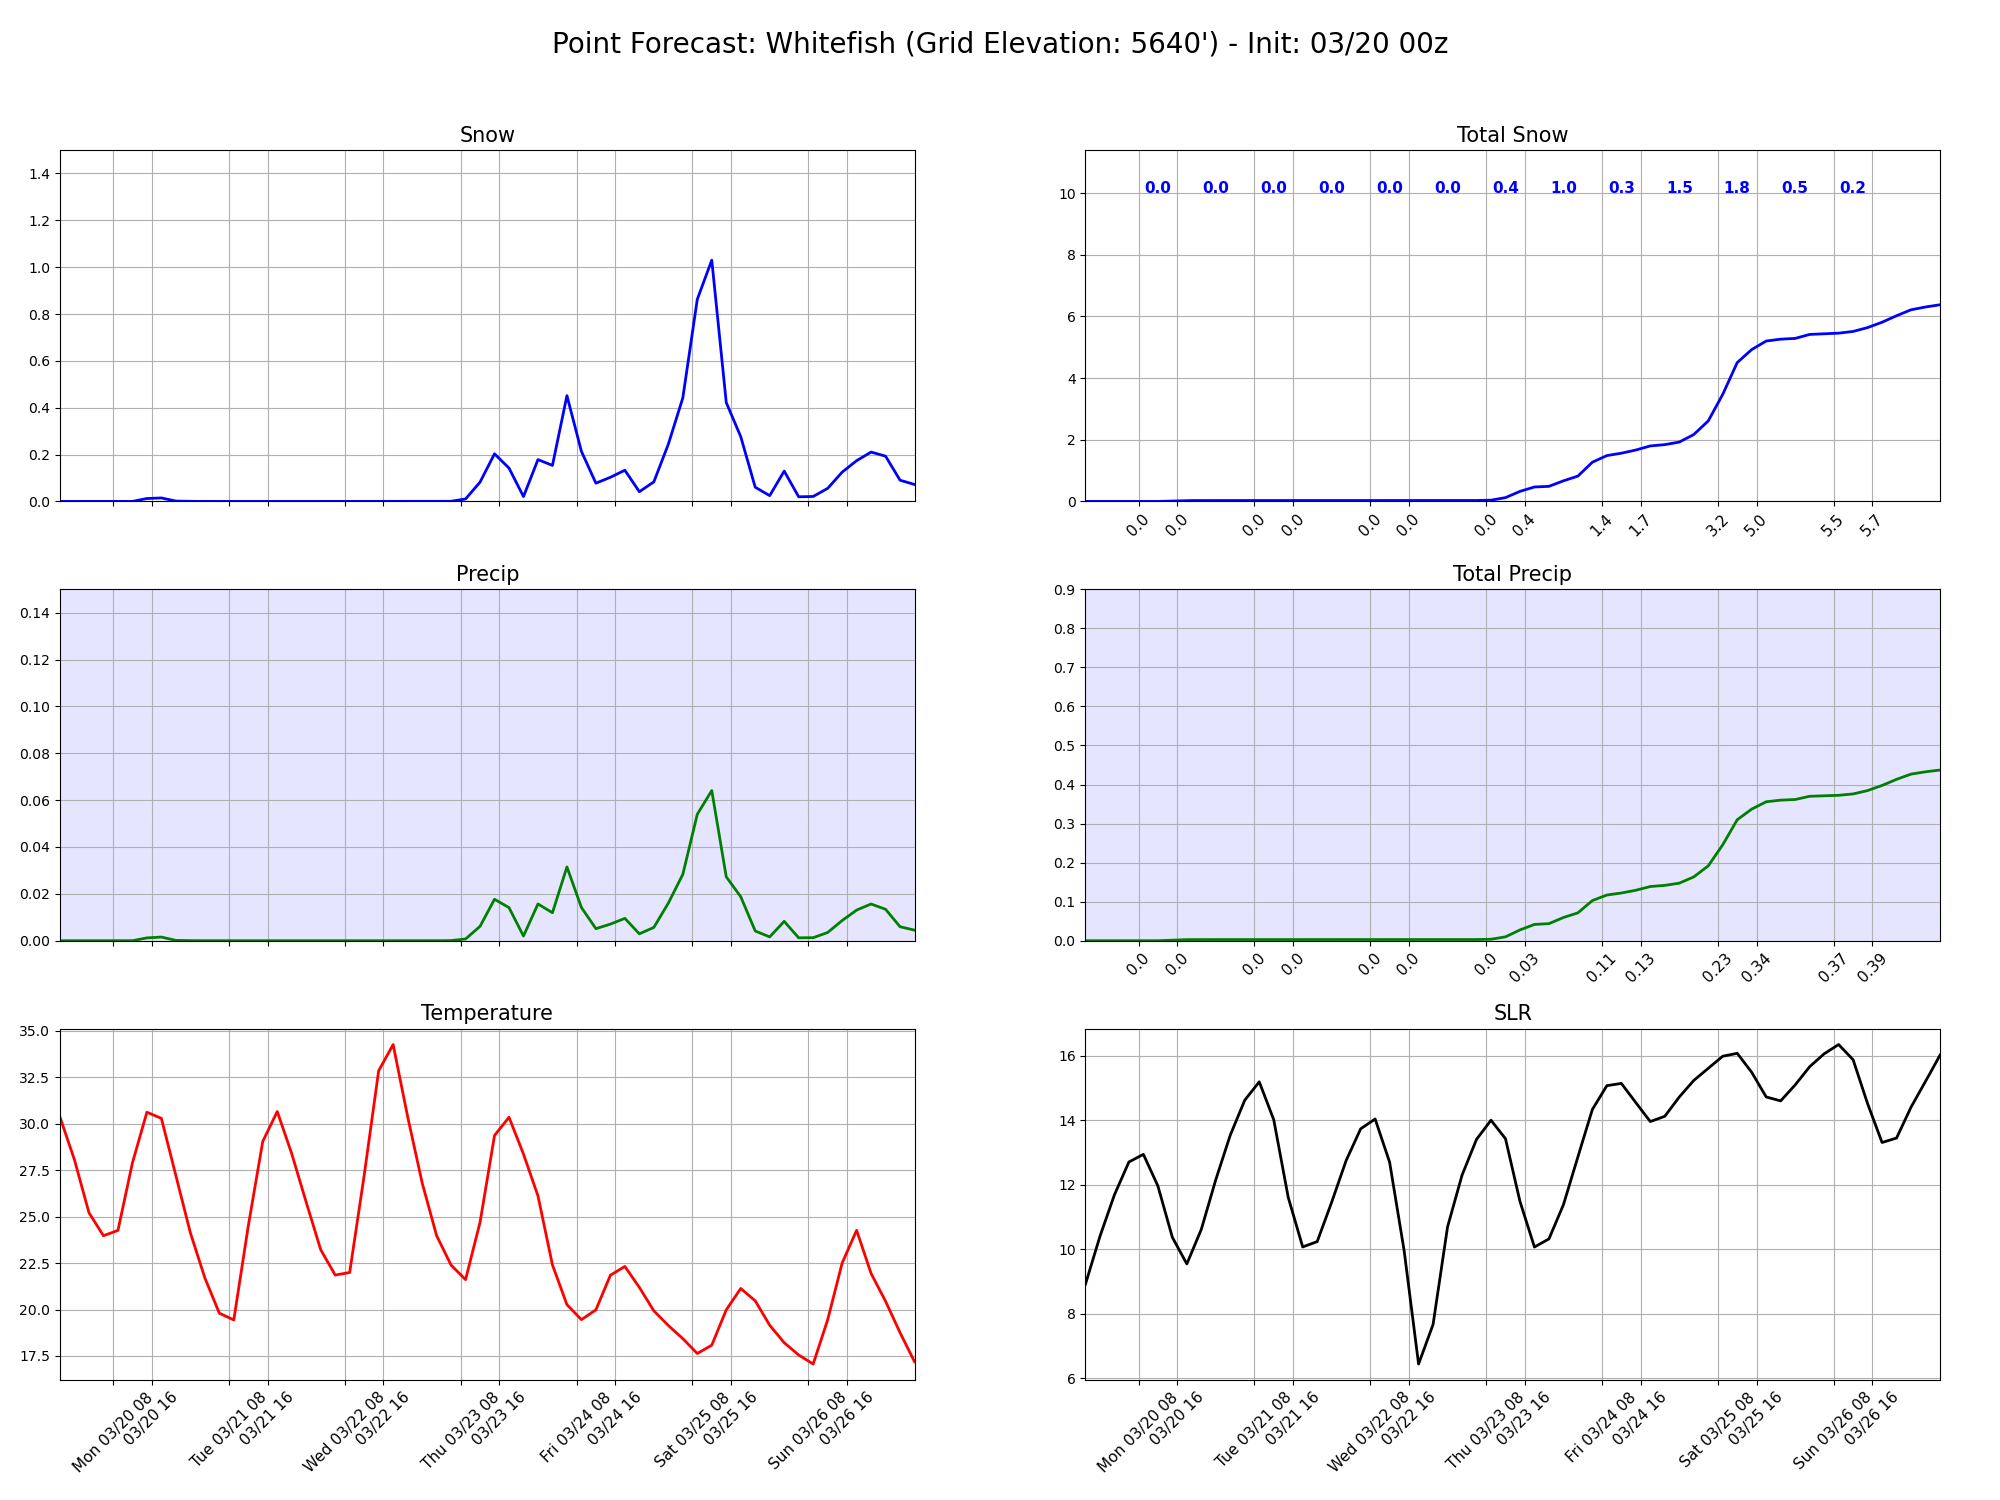 Point Forecast: Whitefish (Grid Elevation: 5640') - Init: 03/20 00z
Snow
1.4
1.2
1.0
0.8
0.6
0.4
0.2
0.0
Total Snow
0.0 0.0 0.0 0.0 0.0 0.0 0.4 1.0 0.3 1.5 1.8 0.5 0.2
10
8
6
4
2
0
0.0 0.0 0.0 0.0 0.0 0.0 0.0 0.4 1.4 1.7 3.2 5.0 5.5 5.7
Precip
0.14
0.12
0.10
0.08
0.06
0.04
0.02
0.00
Total Precip
0.9
0.8
0.7
0.6
0.5
0.4
0.3
0.2
0.1
0.0
0.0 0.0 0.0 0.0 0.0 0.0 0.0 0.03 0.11 0.13 0.23 0.34 0.37 0.39
Temperature
35.0
32.5
30.0
27.5
25.0
22.5
20.0
17.5
Mon 03/20 08
03/20 16
Tue 03/21 08
03/21 16
Wed 03/22 08
03/22 16
Thu 03/23 08
03/23 16
Fri 03/24 08
03/24 16
Sat 03/25 08
03/25 16
Sun 03/26 08
03/26 16
SLR
16
14
12
10
8
6
Mon 03/20 08
03/20 16
Tue 03/21 08
03/21 16
Wed 03/22 08
03/22 16
Thu 03/23 08
03/23 16
Fri 03/24 08
03/24 16
Sat 03/25 08
03/25 16
Sun 03/26 08
03/26 16